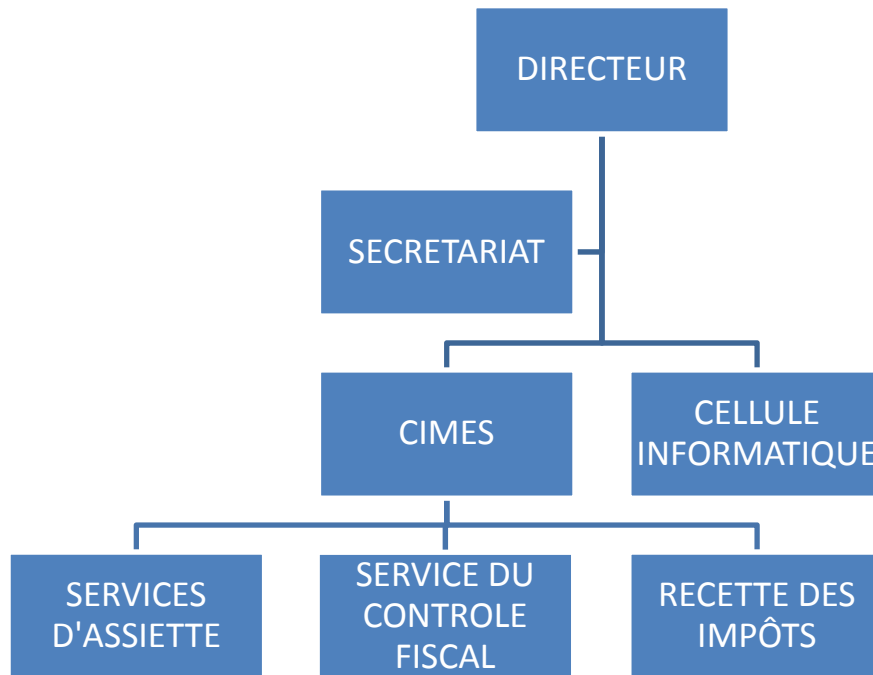 DIRECTEUR
SECRETARIAT
CIMES
CELLULE
INFORMATIQUE
SERVICES
D'ASSIETTE
SERVICE DU
CONTROLE
FISCAL
RECETTE DES
IMPÔTS